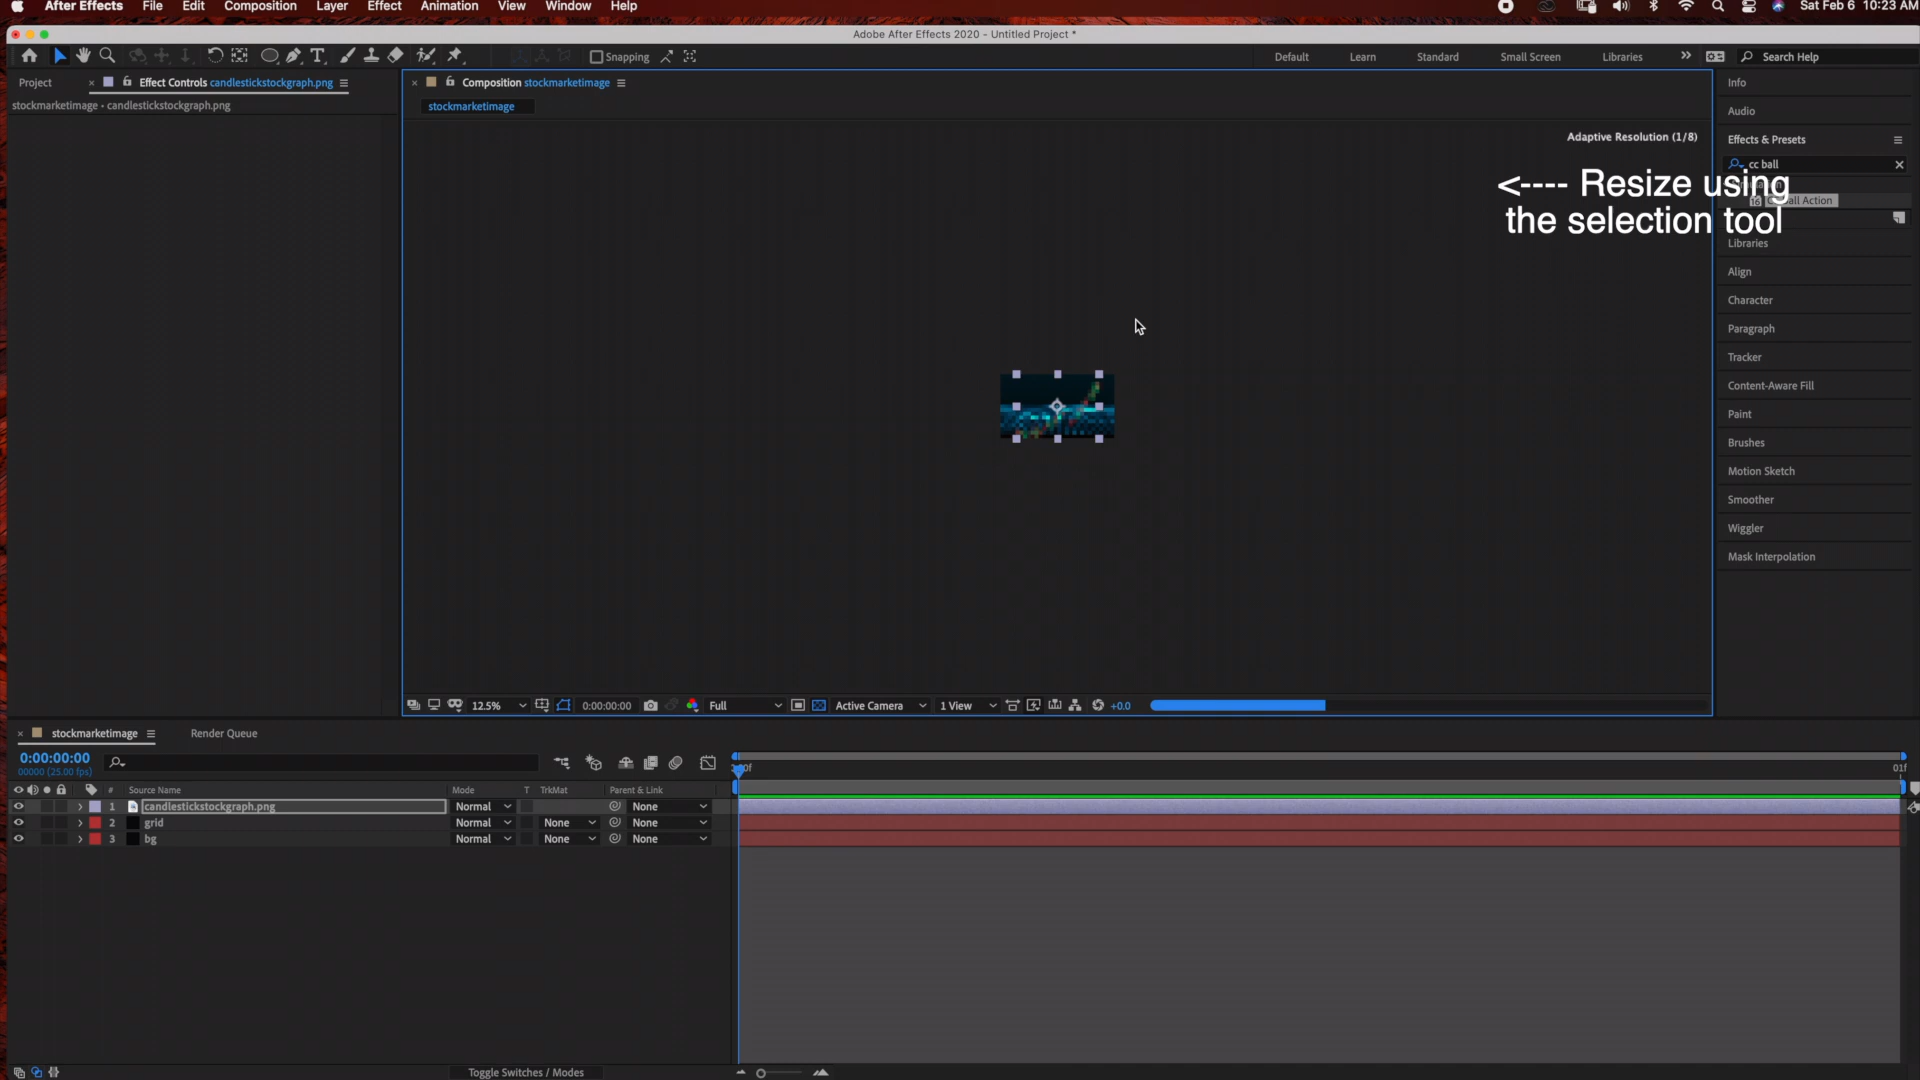 After Effects File Edit Composition Layer Effect Animation View Window Help Sat Feb 6 10:23 AM
Adobe After Effects 2020 - Untitled Project *
Snapping Default Learn Standard Small Screen Libraries Search Help
Project Effect Controls candlestickstockgraph.png
stockmarketimage • candlestickstockgraph.png
Composition stockmarketimage
stockmarketimage
Adaptive Resolution (1/8)
<---- Resize using
the selection tool
Info
Audio
Effects & Presets
cc ball
Libraries
Align
Character
Paragraph
Tracker
Content-Aware Fill
Paint
Brushes
Motion Sketch
Smoother
Wiggler
Mask Interpolation
12.5% 0:00:00:00 Full Active Camera 1 View +0.0
stockmarketimage Render Queue
0:00:00:00
00000 (25.00 fps)
01f
# Source Name Mode T TrkMat Parent & Link
1 candlestickstockgraph.png Normal None
2 grid Normal None None
3 bg Normal None None
Toggle Switches / Modes